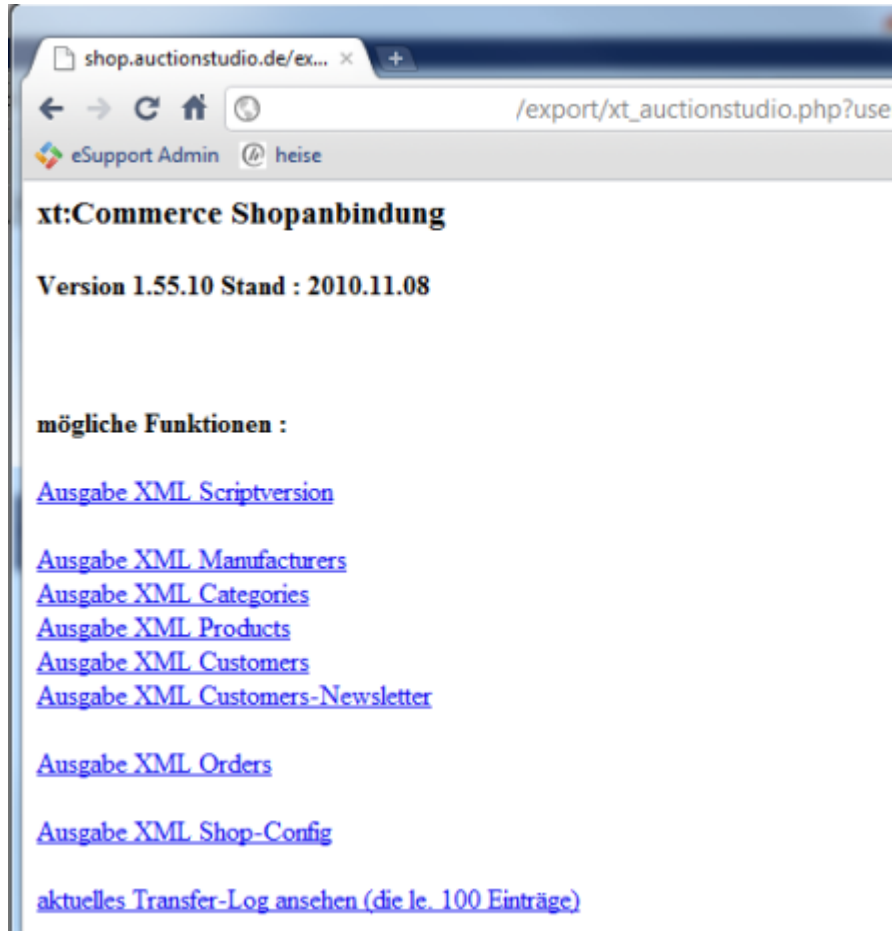 shop.auctionstudio.de/ex...
/export/xt_auctionstudio.php?use
eSupport Admin heise
xt:Commerce Shopanbindung
Version 1.55.10 Stand : 2010.11.08
mögliche Funktionen :
Ausgabe XML Scriptversion
Ausgabe XML Manufacturers
Ausgabe XML Categories
Ausgabe XML Products
Ausgabe XML Customers
Ausgabe XML Customers-Newsletter
Ausgabe XML Orders
Ausgabe XML Shop-Config
aktuelles Transfer-Log ansehen (die le. 100 Einträge)